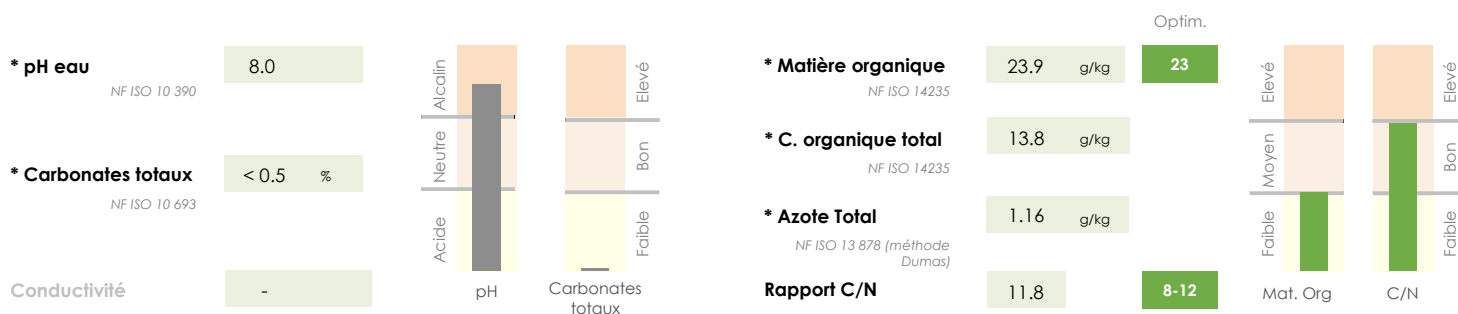 * pH eau
8.0
NF ISO 10 390
* Carbonates totaux
< 0.5 %
NF ISO 10 693
Conductivité
-
Alcalin
Neutre
Acide
Elevé
Bon
Faible
pH
Carbonates
totaux
Optim.
* Matière organique
23.9 g/kg
23
NF ISO 14235
* C. organique total
13.8 g/kg
NF ISO 14235
* Azote Total
1.16 g/kg
NF ISO 13 878 (méthode
Dumas)
Rapport C/N
11.8
8-12
Elevé
Moyen
Faible
Elevé
Bon
Faible
Mat. Org
C/N